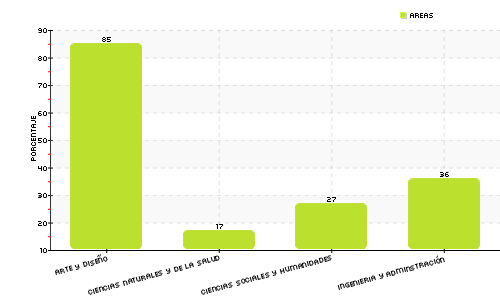 AREAS
PORCENTAJE
90
80
70
60
50
40
30
20
10
85
17
27
36
ARTE y DISEÑO
CIENCIAS NATURALES y DE LA SALUD
CIENCIAS SOCIALES y HUMANIDADES
INGENIERIA y ADMINSTRACIÓN